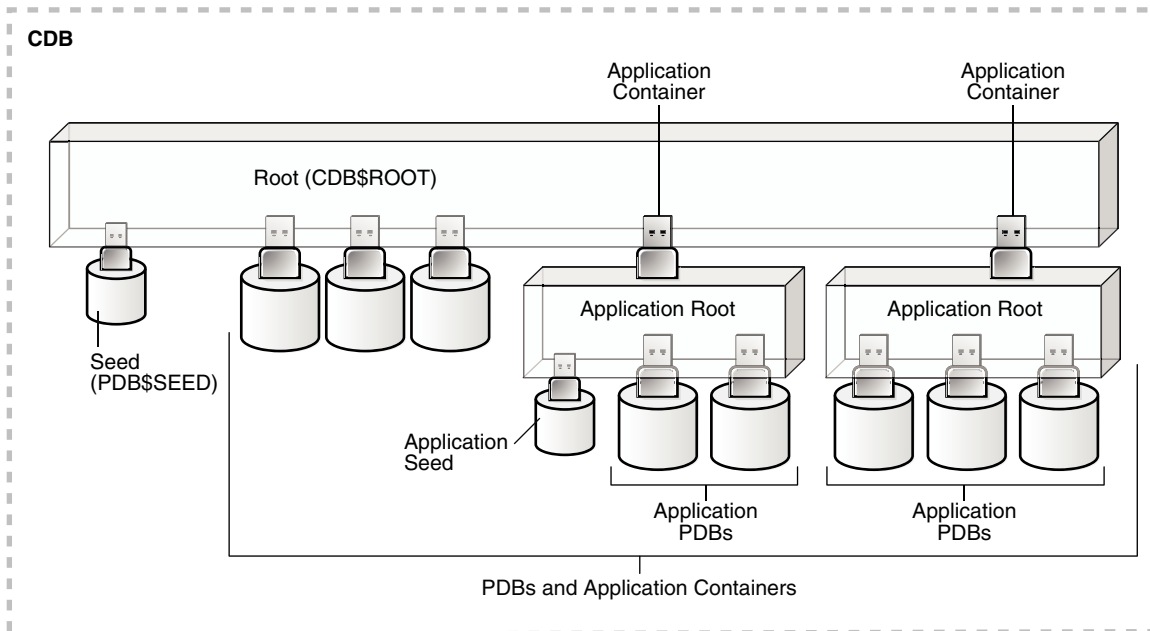 CDB
Application
Container
Application
Container
Root (CDB$ROOT)
Application Root
Application Root
Seed
(PDB$SEED)
Application
Seed
Application
PDBs
Application
PDBs
PDBs and Application Containers